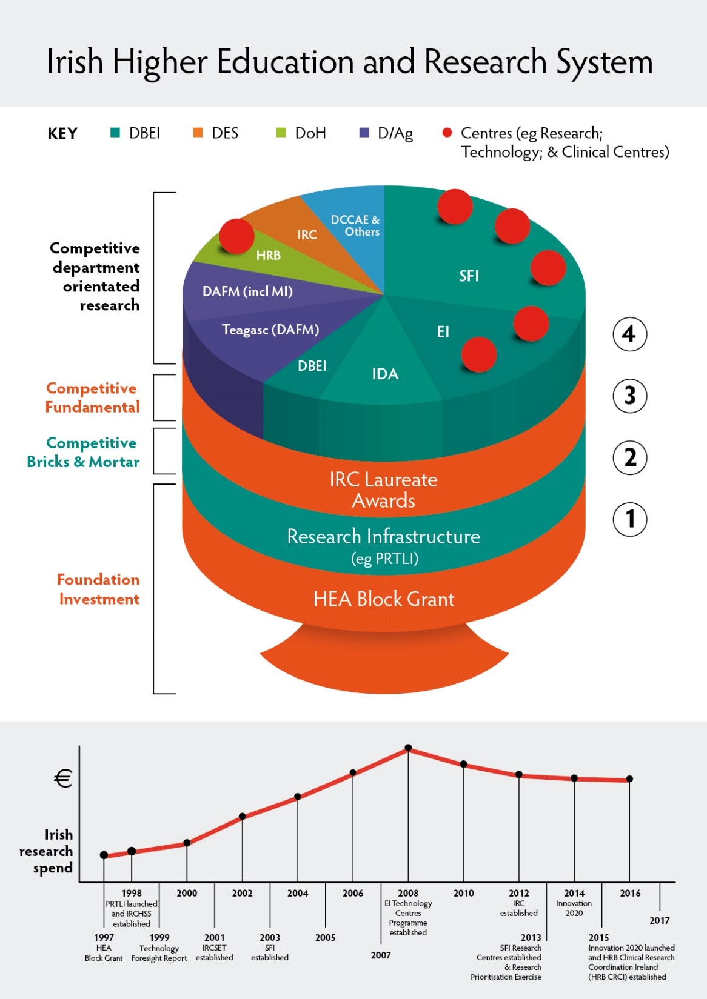 Irish Higher Education and Research System
KEY
DBEI
DES
DoH
D/Ag
Centres (eg Research;
Technology; & Clinical Centres)
Competitive
department
orientated
research
Competitive
Fundamental
Competitive
Bricks & Mortar
Foundation
Investment
DCCAE &
Others
IRC
HRB
SFI
DAFM (incl MI)
Teagasc (DAFM)
EI
DBEI
IDA
4
3
2
1
IRC Laureate
Awards
Research Infrastructure
(eg PRTLI)
HEA Block Grant
€
Irish
research
spend
1997
HEA
Block Grant
1998
PRTLI launched
and IRCHSS
established
1999
Technology
Foresight Report
2000
2001
IRCSET
established
2002
2003
SFI
established
2004
2005
2006
2007
2008
EI Technology
Centres
Programme
established
2010
2012
IRC
established
2013
SFI Research
Centres established
& Research
Prioritisation Exercise
2014
Innovation
2020
2015
Innovation 2020 launched
and HRB Clinical Research
Coordination Ireland
(HRB CRCI) established
2016
2017